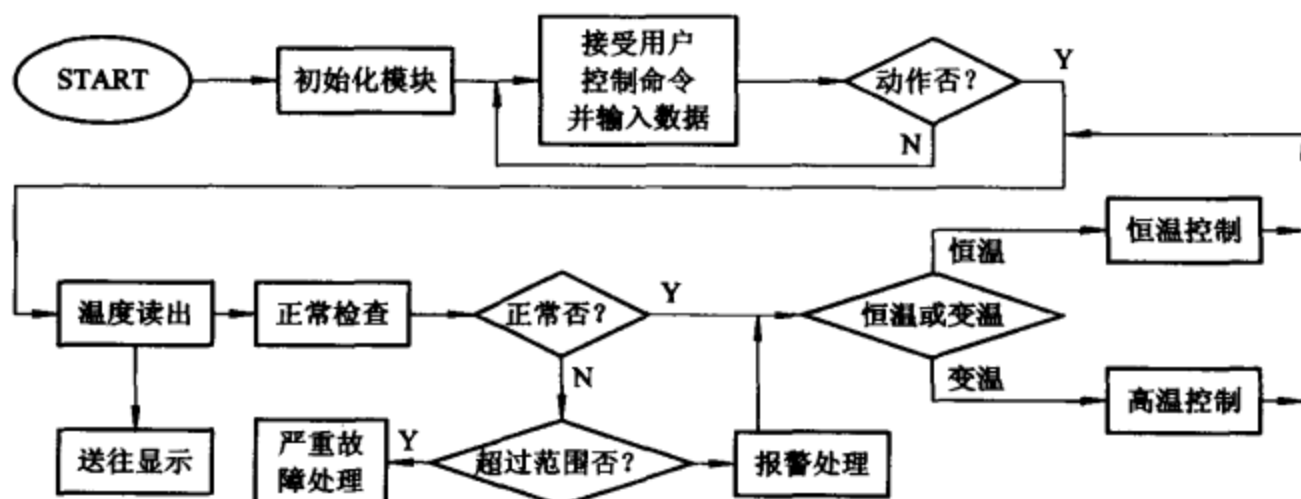 START
初始化模块
接受用户
控制命令
并输入数据
动作否?
Y
N
恒温控制
恒温
温度读出
正常检查
正常否?
Y
恒温或变温
N
变温
高温控制
送往显示
严重故
障处理
Y
超过范围否?
报警处理